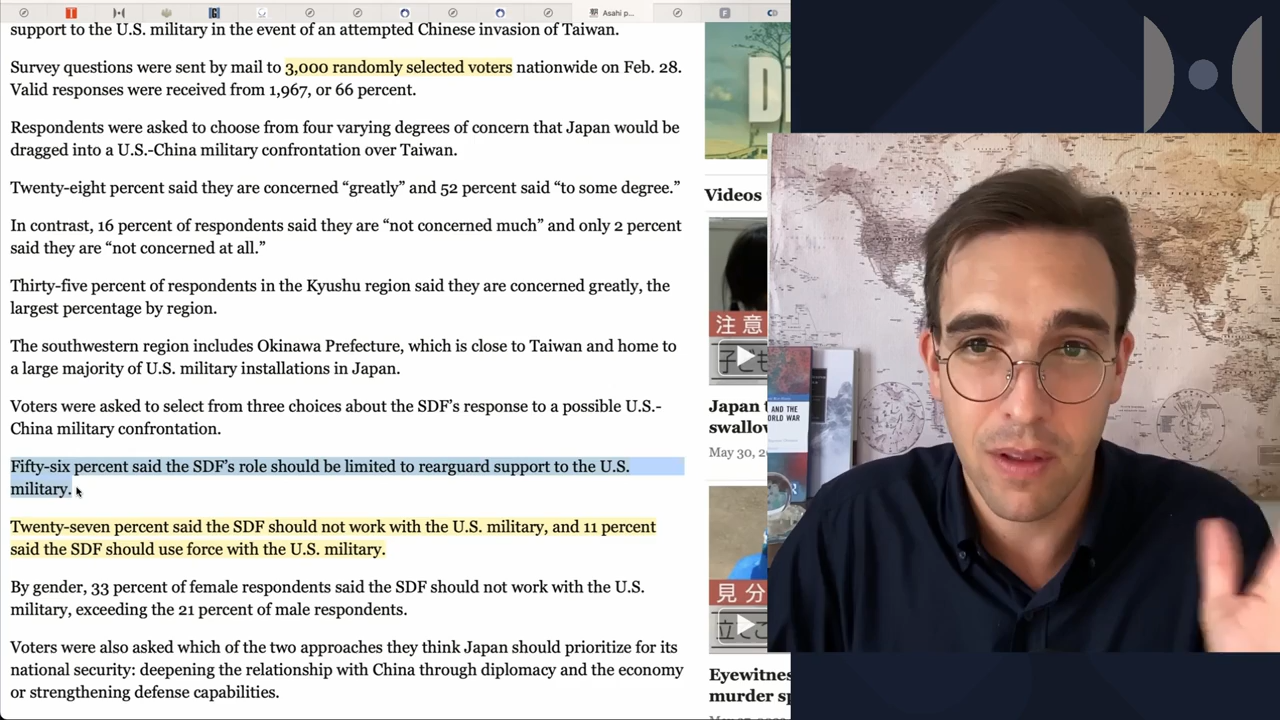 Asahi p...
support to the U.S. military in the event of an attempted Chinese invasion of Taiwan.
Survey questions were sent by mail to 3,000 randomly selected voters nationwide on Feb. 28.
Valid responses were received from 1,967, or 66 percent.
Respondents were asked to choose from four varying degrees of concern that Japan would be
dragged into a U.S.-China military confrontation over Taiwan.
Twenty-eight percent said they are concerned “greatly” and 52 percent said “to some degree.”
In contrast, 16 percent of respondents said they are “not concerned much” and only 2 percent
said they are “not concerned at all.”
Thirty-five percent of respondents in the Kyushu region said they are concerned greatly, the
largest percentage by region.
The southwestern region includes Okinawa Prefecture, which is close to Taiwan and home to
a large majority of U.S. military installations in Japan.
Voters were asked to select from three choices about the SDF’s response to a possible U.S.-
China military confrontation.
Fifty-six percent said the SDF’s role should be limited to rearguard support to the U.S.
military.
Twenty-seven percent said the SDF should not work with the U.S. military, and 11 percent
said the SDF should use force with the U.S. military.
By gender, 33 percent of female respondents said the SDF should not work with the U.S.
military, exceeding the 21 percent of male respondents.
Voters were also asked which of the two approaches they think Japan should prioritize for its
national security: deepening the relationship with China through diplomacy and the economy
or strengthening defense capabilities.
Videos
注意
子ども
Japan t
swallow
May 30, 2
見分
立てこ
Eyewitnes
murder sp
AND THE
ORLD WAR